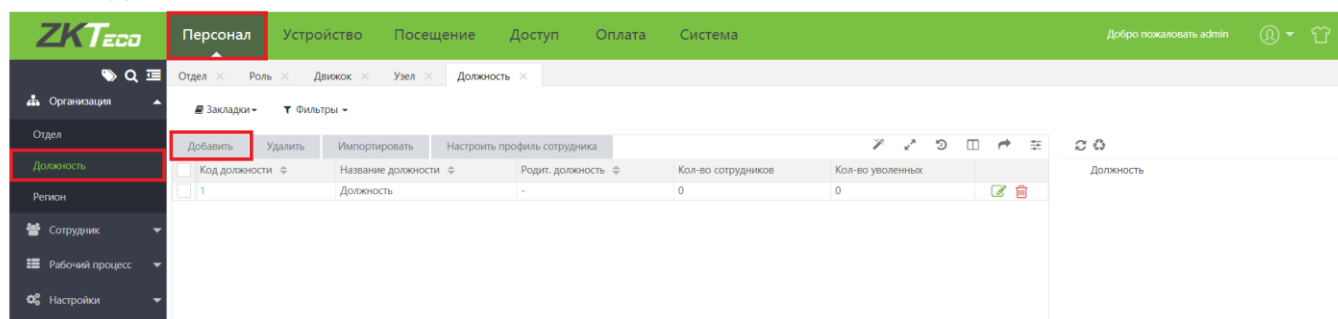 ZKTeco Персонал Устройство Посещение Доступ Оплата Система Добро пожаловать admin
Отдел Роль Движок Узел Должность
Организация Закладки Фильтры
Отдел Добавить Удалить Импортировать Настроить профиль сотрудника
Должность Код должности Название должности Родит. должность Кол-во сотрудников Кол-во уволенных Должность
1 Должность - 0 0
Регион
Сотрудник
Рабочий процесс
Настройки